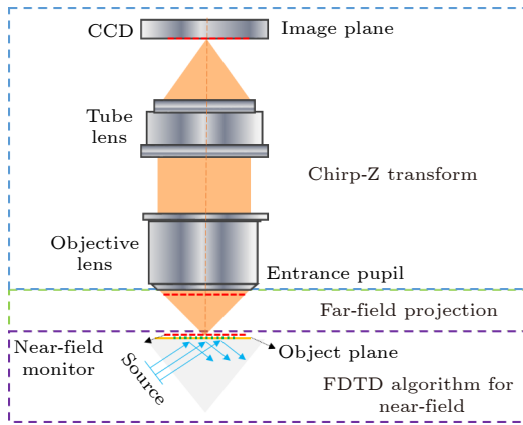 CCD
Image plane
Tube
lens
Chirp-Z transform
Objective
lens
Entrance pupil
Far-field projection
Near-field
monitor
Source
Object plane
FDTD algorithm for
near-field